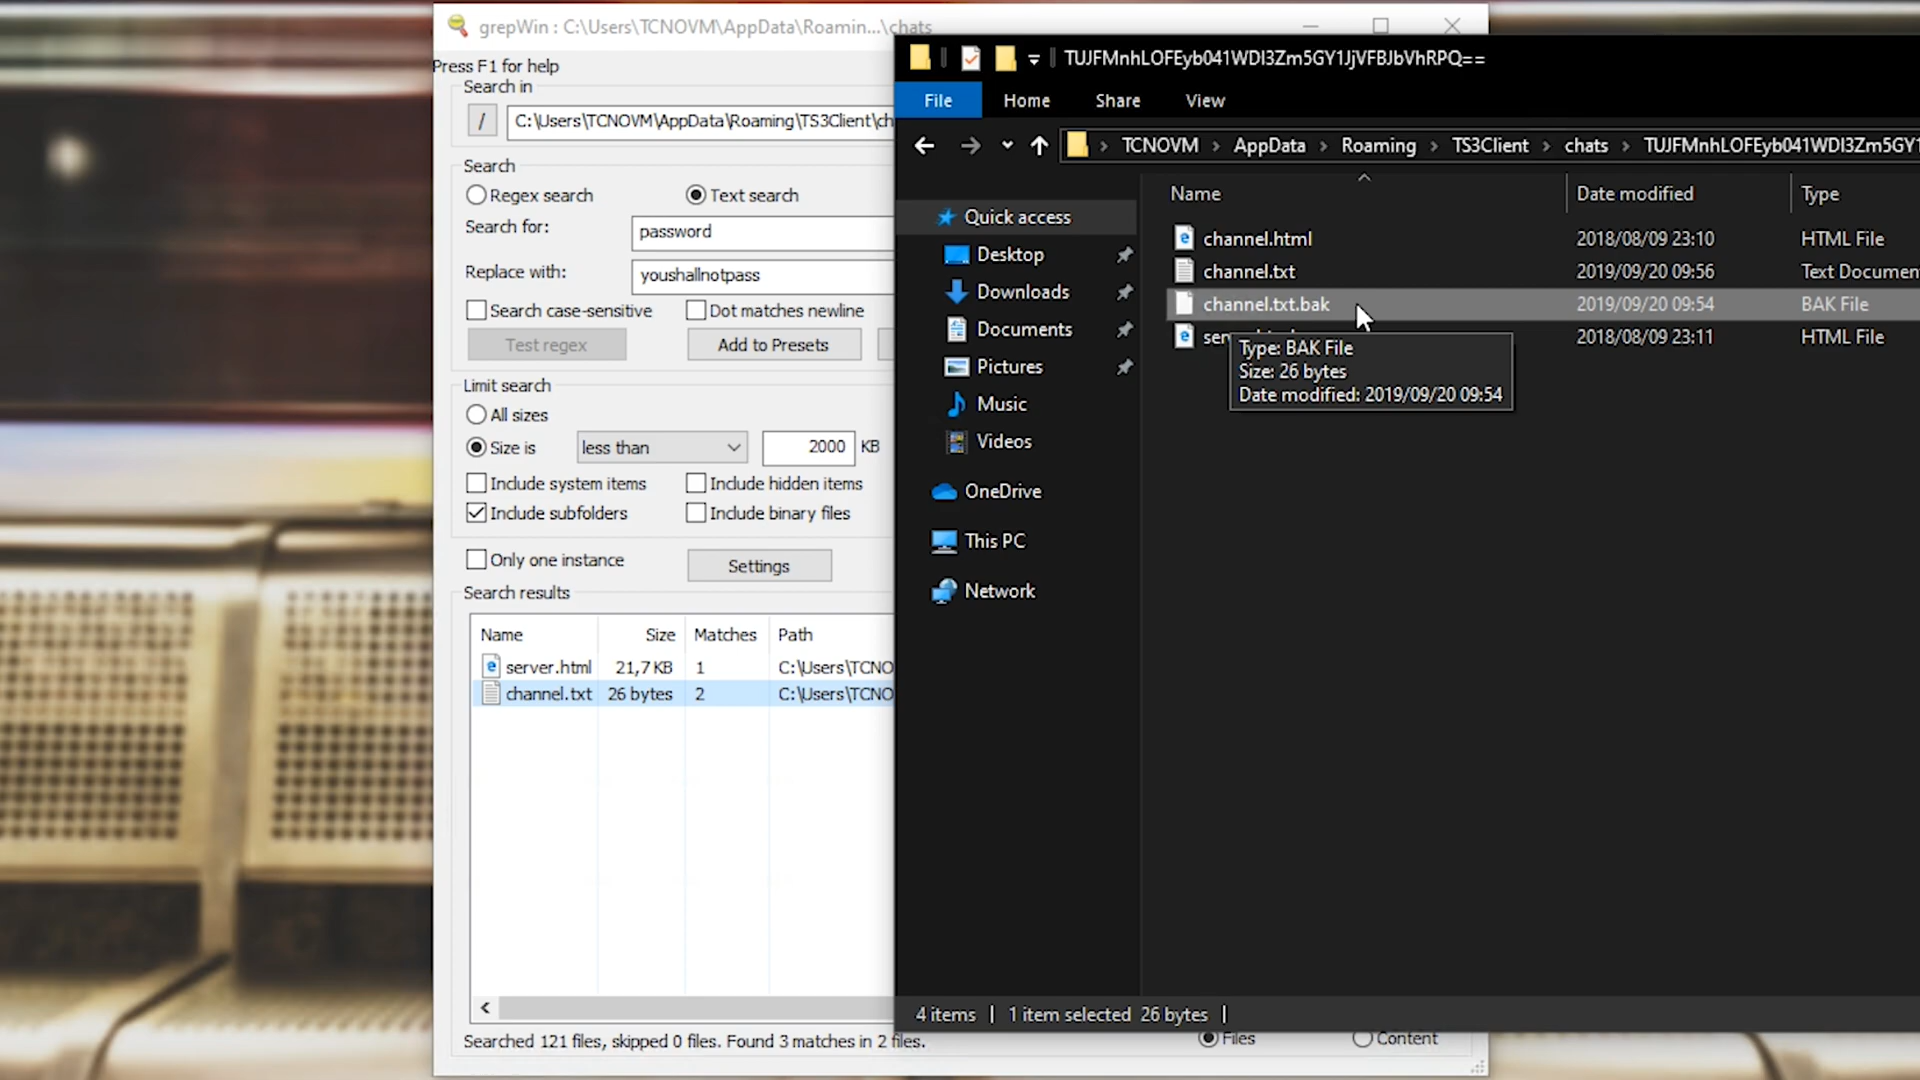 grepWin : C:\Users\TCNOVM\AppData\Roamin...\chats
Press F1 for help
Search in
/
C:\Users\TCNOVM\AppData\Roaming\TS3Client\ch
Search
Regex search
Text search
Search for:
password
Replace with:
youshallnotpass
Search case-sensitive
Dot matches newline
Test regex
Add to Presets
Limit search
All sizes
Size is
less than
2000
KB
Include system items
Include hidden items
Include subfolders
Include binary files
Only one instance
Settings
Search results
Name Size Matches Path
server.html 21,7 KB 1 C:\Users\TCNO
channel.txt 26 bytes 2 C:\Users\TCNO
Searched 121 files, skipped 0 files. Found 3 matches in 2 files.
Files
Content
TUJFMnhLOFEyb041WDI3Zm5GY1JjVFBJbVhRPQ==
File Home Share View
TCNOVM > AppData > Roaming > TS3Client > chats > TUJFMnhLOFEyb041WDI3Zm5GY1
Quick access
Desktop
Downloads
Documents
Pictures
Music
Videos
OneDrive
This PC
Network
Name Date modified Type
channel.html 2018/08/09 23:10 HTML File
channel.txt 2019/09/20 09:56 Text Documen
channel.txt.bak 2019/09/20 09:54 BAK File
2018/08/09 23:11 HTML File
Type: BAK File
Size: 26 bytes
Date modified: 2019/09/20 09:54
4 items
1 item selected 26 bytes